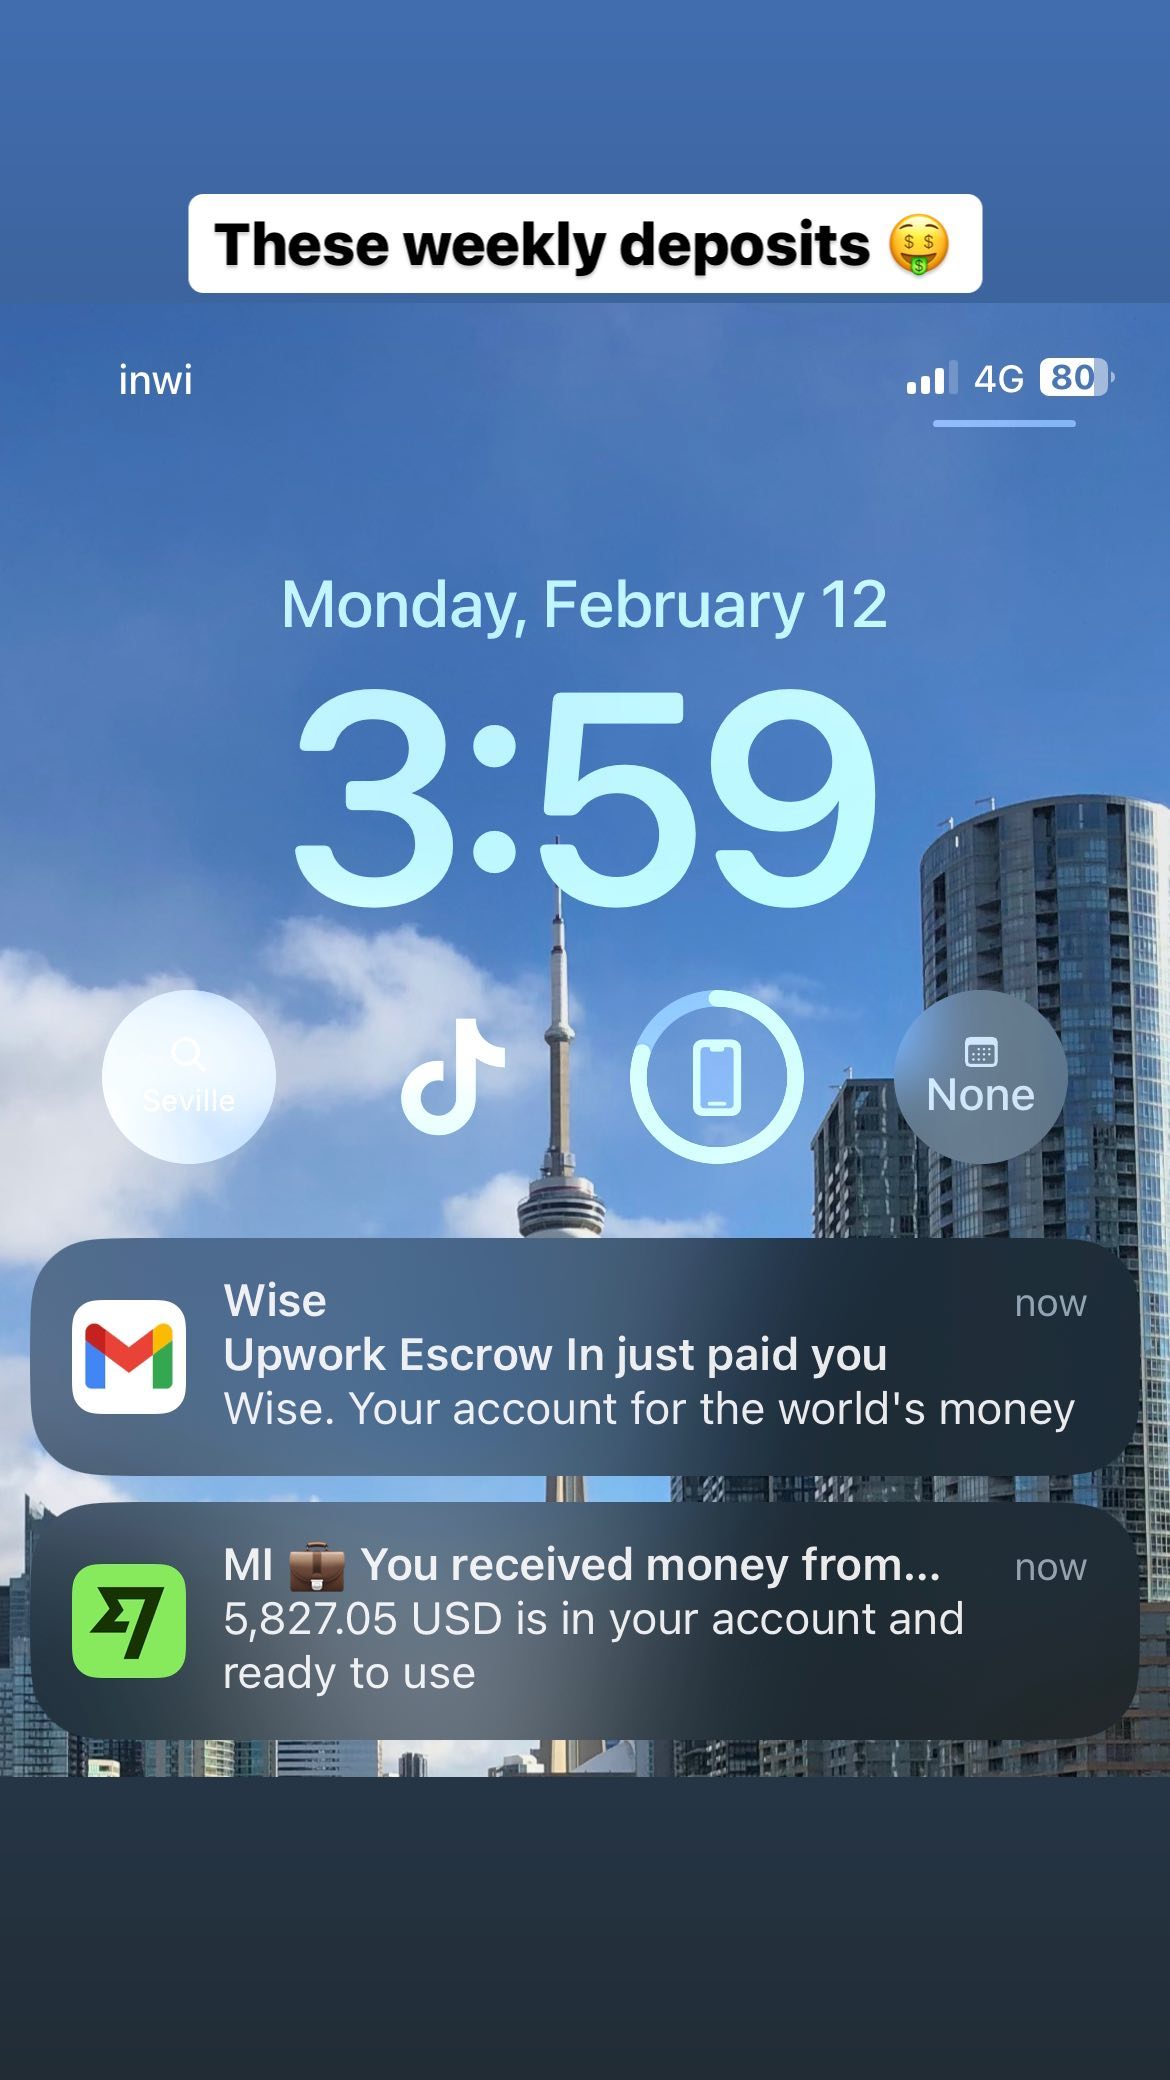 These weekly deposits 🤑
inwi
4G 80
Monday, February 12
3:59
Seville
None
Wise now
Upwork Escrow In just paid you
Wise. Your account for the world's money
MI 💼 You received money from... now
5,827.05 USD is in your account and
ready to use